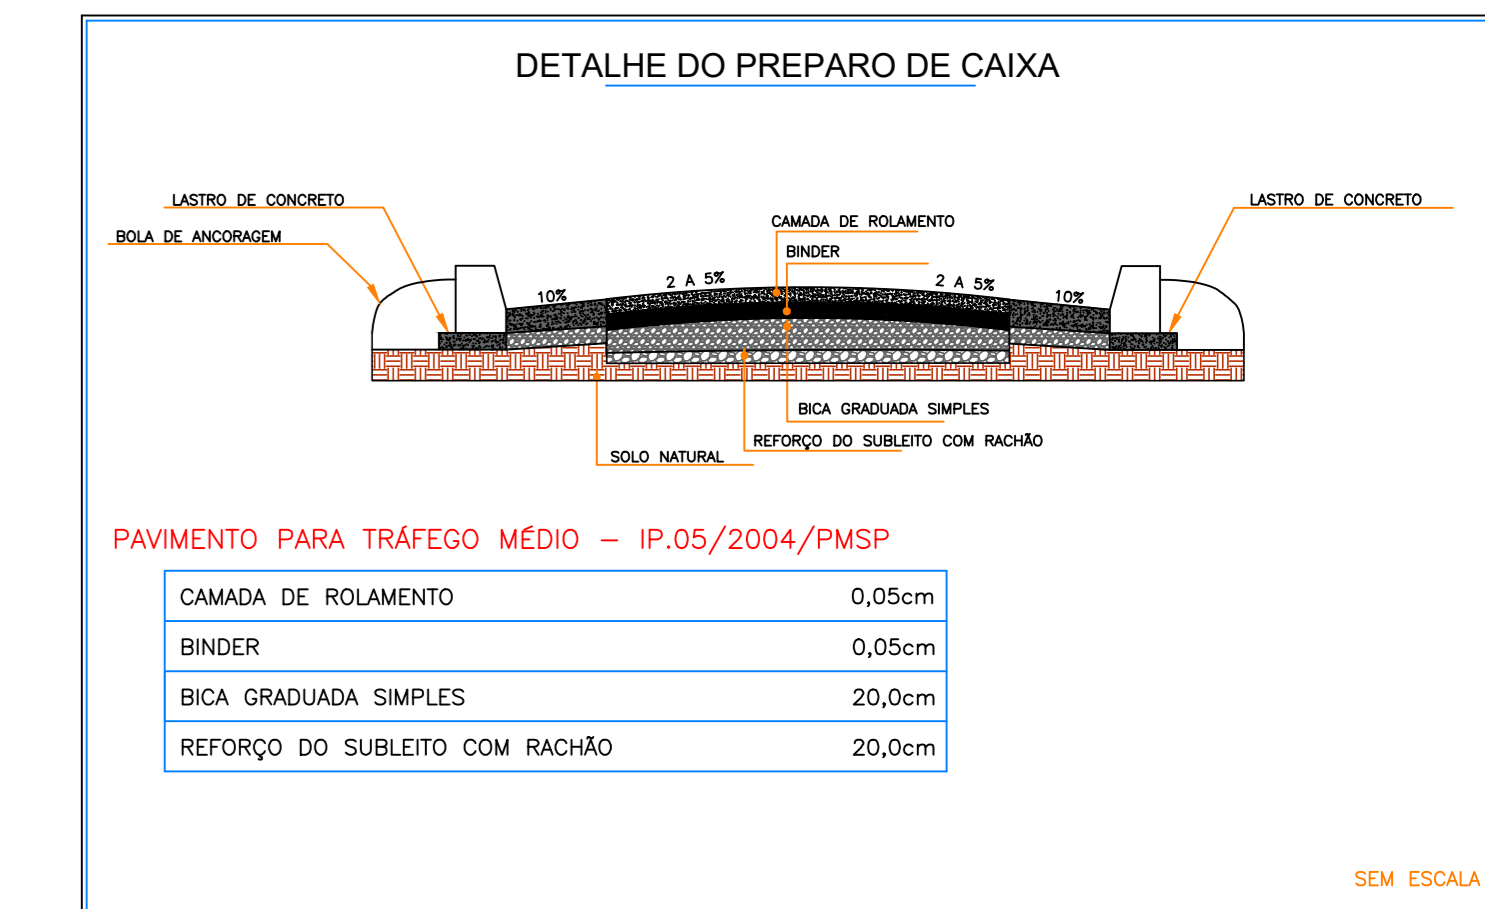 DETALHE DO PREPARO DE CAIXA
LASTRO DE CONCRETO
LASTRO DE CONCRETO
BOLA DE ANCORAGEM
CAMADA DE ROLAMENTO
BINDER
10%
2 A 5%
2 A 5%
10%
BICA GRADUADA SIMPLES
REFORÇO DO SUBLEITO COM RACHÃO
SOLO NATURAL
PAVIMENTO PARA TRÁFEGO MÉDIO – IP.05/2004/PMSP
CAMADA DE ROLAMENTO 0,05cm
BINDER 0,05cm
BICA GRADUADA SIMPLES 20,0cm
REFORÇO DO SUBLEITO COM RACHÃO 20,0cm
SEM ESCALA